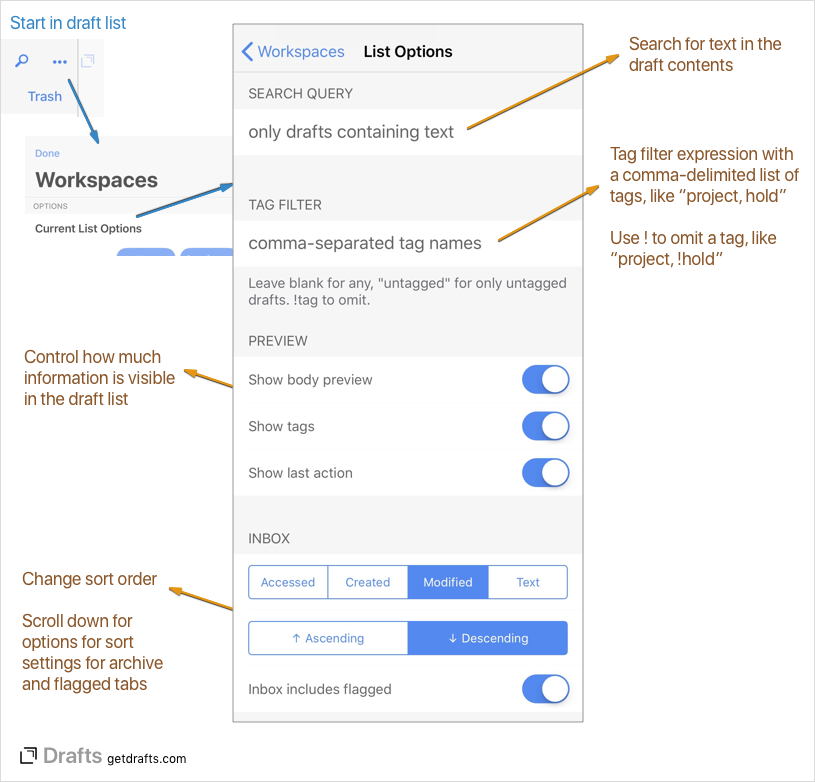 Start in draft list
Trash
Done
Workspaces
OPTIONS
Current List Options
Workspaces List Options
SEARCH QUERY
only drafts containing text
Search for text in the
draft contents
TAG FILTER
comma-separated tag names
Tag filter expression with
a comma-delimited list of
tags, like “project, hold”
Use ! to omit a tag, like
“project, !hold”
Leave blank for any, "untagged" for only untagged
drafts. !tag to omit.
PREVIEW
Show body preview
Show tags
Show last action
Control how much
information is visible
in the draft list
INBOX
Accessed Created Modified Text
↑ Ascending ↓ Descending
Inbox includes flagged
Change sort order
Scroll down for
options for sort
settings for archive
and flagged tabs
Drafts getdrafts.com